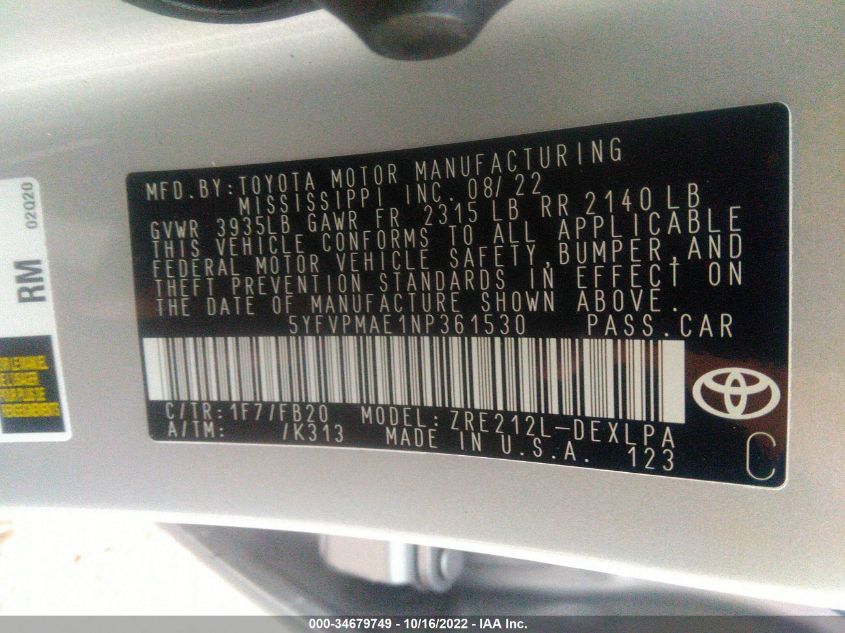 MFD.BY:TOYOTA MOTOR MANUFACTURING
MISSISSIPPI INC. 08/22
GVWR 3935LB GAWR FR 2315 LB RR 2140 LB
THIS VEHICLE CONFORMS TO ALL APPLICABLE
FEDERAL MOTOR VEHICLE SAFETY,BUMPER,AND
THEFT PREVENTION STANDARDS IN EFFECT ON
THE DATE OF MANUFACTURE SHOWN ABOVE.
5YFVPMAE1NP361530 PASS.CAR
C/TR:1F7/FB20 MODEL:ZRE212L-DEXLPA
A/TM: /K313 MADE IN U.S.A. 123
C
RM 02020
000-34679749 - 10/16/2022 - IAA Inc.